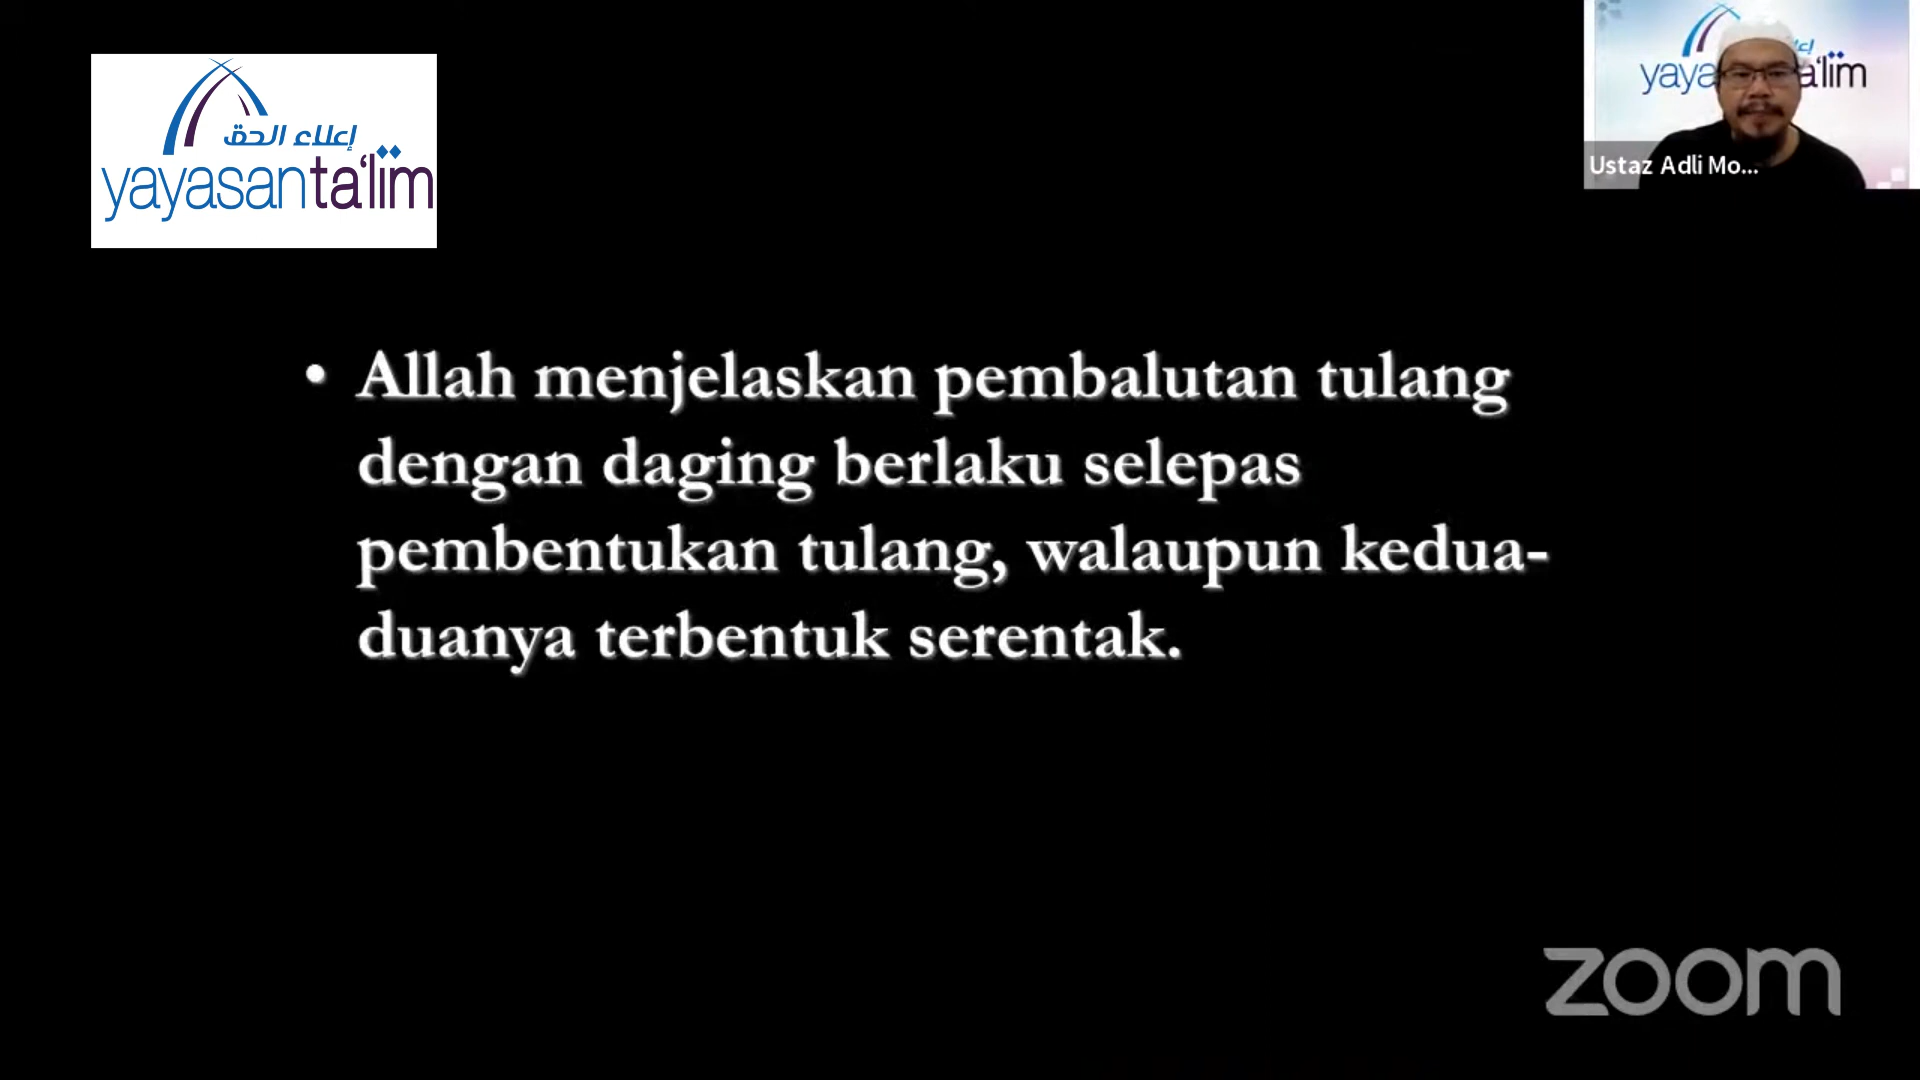 إعلاء الحق
yayasanta'lim
yaya a'lim
Ustaz Adli Mo...
• Allah menjelaskan pembalutan tulang
dengan daging berlaku selepas
pembentukan tulang, walaupun kedua-
duanya terbentuk serentak.
zoom